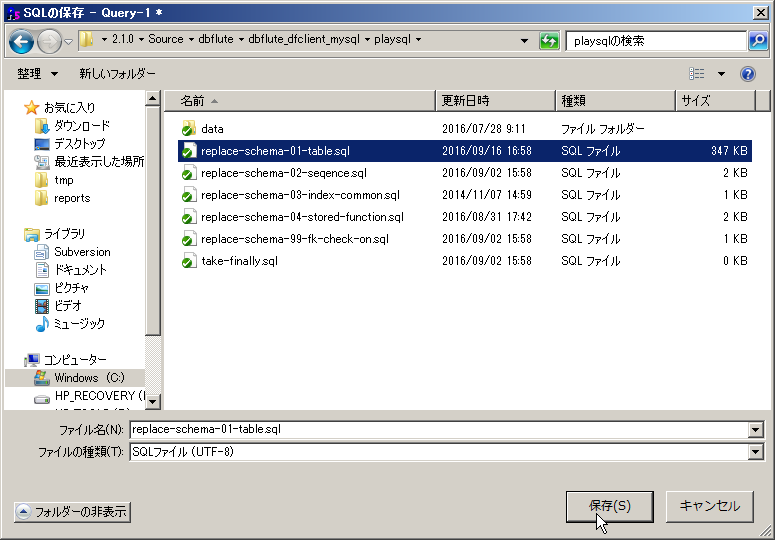 SQLの保存 - Query-1 *
2.1.0 Source dbflute dbflute_dfclient_mysql playsql
playsqlの検索
整理 新しいフォルダー
名前 更新日時 種類 サイズ
お気に入り
ダウンロード
デスクトップ
最近表示した場所
tmp
reports
ライブラリ
Subversion
ドキュメント
ピクチャ
ビデオ
ミュージック
コンピューター
Windows (C:)
HP_RECOVERY (
data 2016/07/28 9:11 ファイル フォルダー
replace-schema-01-table.sql 2016/09/16 16:58 SQL ファイル 347 KB
replace-schema-02-seqence.sql 2016/09/02 15:58 SQL ファイル 2 KB
replace-schema-03-index-common.sql 2014/11/07 14:59 SQL ファイル 1 KB
replace-schema-04-stored-function.sql 2016/08/31 17:42 SQL ファイル 2 KB
replace-schema-99-fk-check-on.sql 2016/09/02 15:58 SQL ファイル 1 KB
take-finally.sql 2016/09/02 15:58 SQL ファイル 0 KB
ファイル名(N): replace-schema-01-table.sql
ファイルの種類(T): SQLファイル (UTF-8)
フォルダーの非表示
保存(S)
キャンセル